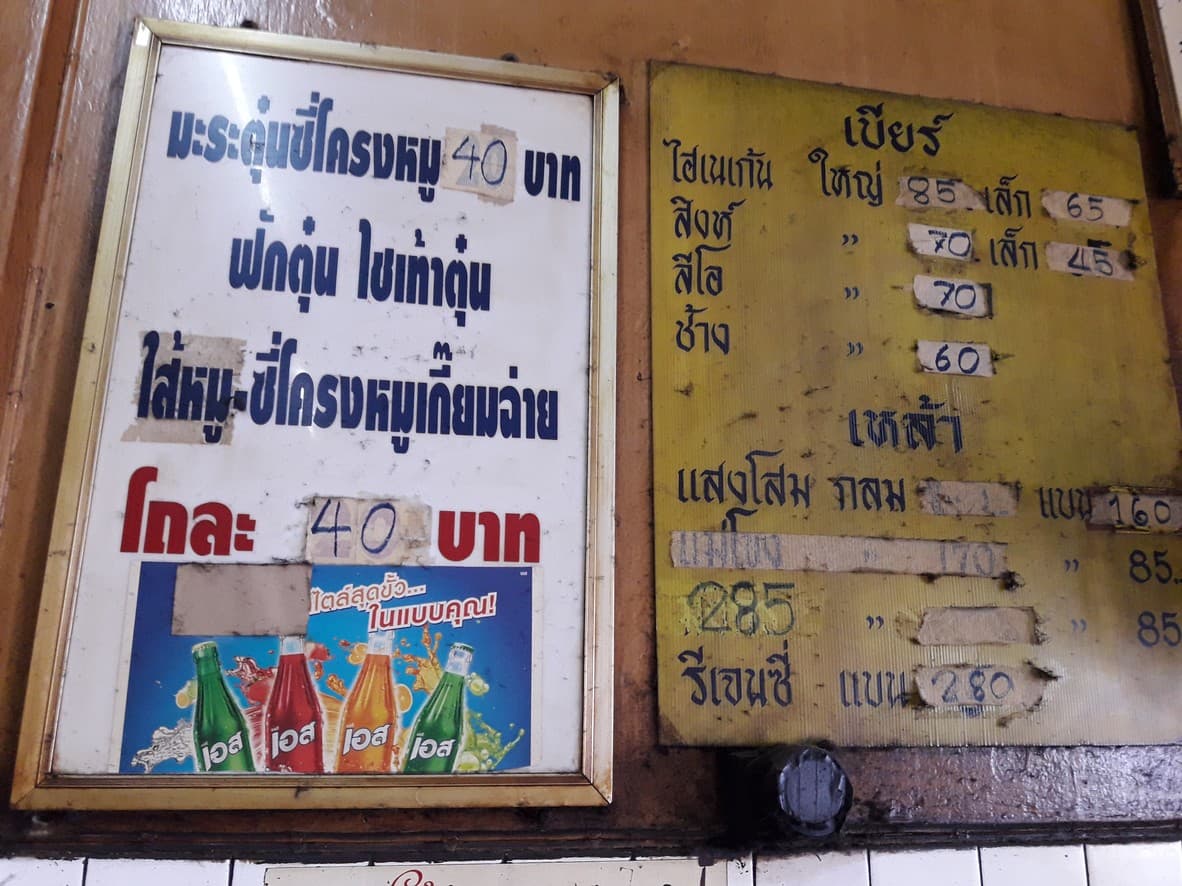 มะระตุ๋นซี่โครงหมู 40 บาท
ฟักตุ๋น ไชเท้าตุ๋น
ไส้หมู-ซี่โครงหมูเกี๊ยมฉ่าย
โถละ 40 บาท
ไตล์สุดขั้ว...
ในแบบคุณ!
เอส เอส เอส เอส
เบียร์
ไฮเนเก้น ใหญ่ 85 เล็ก 65
สิงห์ " 70 เล็ก 45
ลีโอ " 70
ช้าง " 60
เหล้า
แสงโสม กลม แบน 160
" 170 " 85
285 " " 85
รีเจนซี่ แบน 280